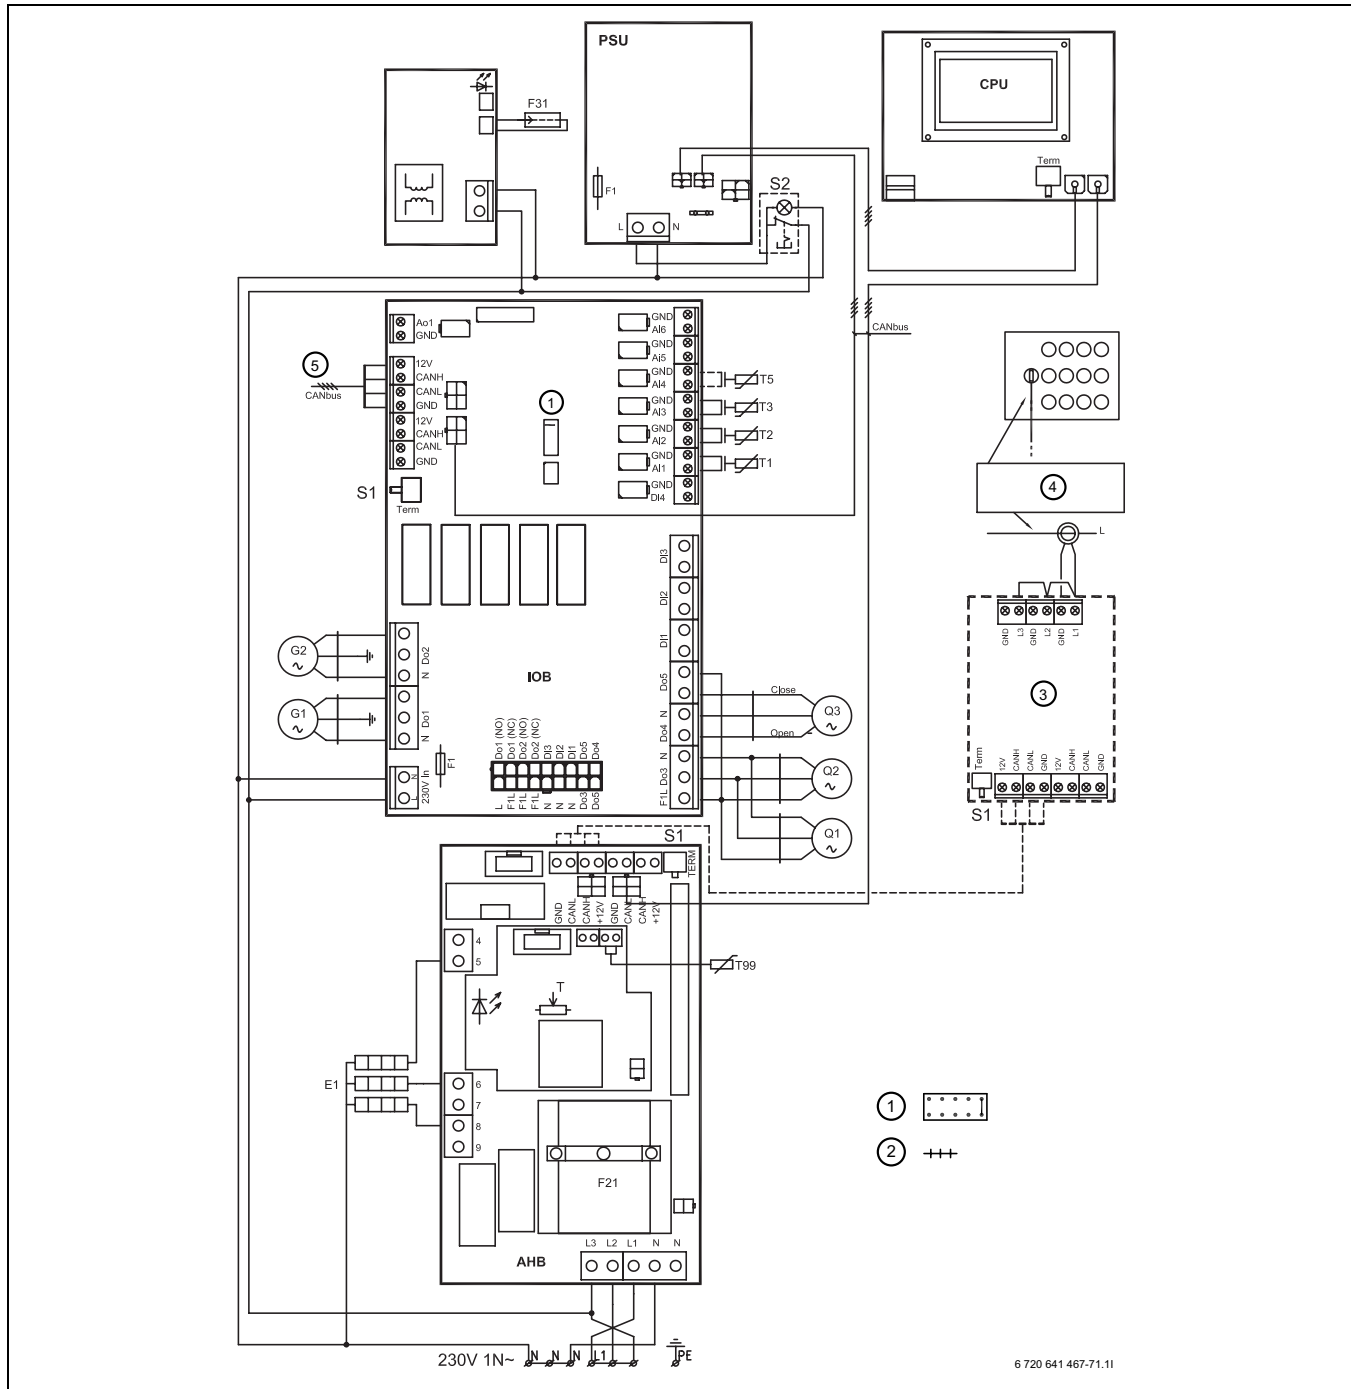 PSU
CPU
F31
Term
F1
S2
L
N
CANbus
Ao1
GND
12V
CANH
CANL
GND
12V
CANH
CANL
GND
5
CANbus
1
GND
AI6
GND
AI5
GND
AI4
GND
AI3
GND
AI2
GND
AI1
GND
DI4
T5
T3
T2
T1
S1
Term
4
L
DI3
DI2
DI1
Do5
N
Do4
N
Do3
F1L
G2
G1
Do2
N
Do1
N
F1
N
L
230V In
IOB
Do1 (NO)
Do1 (NC)
Do2 (NO)
Do2 (NC)
DI3
DI2
DI1
Do5
Do4
L
F1L
F1L
F1L
N
N
N
Do3
Do5
Close
Open
Q3
Q2
Q1
GND
L3
GND
L2
GND
L1
3
Term
12V
CANH
CANL
GND
12V
CANH
CANL
GND
S1
S1
TERM
GND
CANL
CANH
+12V
GND
CANL
CANH
+12V
4
5
T
T99
E1
6
7
8
9
F21
AHB
L3 L2 L1 N N
1
2
230V 1N~ N N N L1 PE
6 720 641 467-71.1I